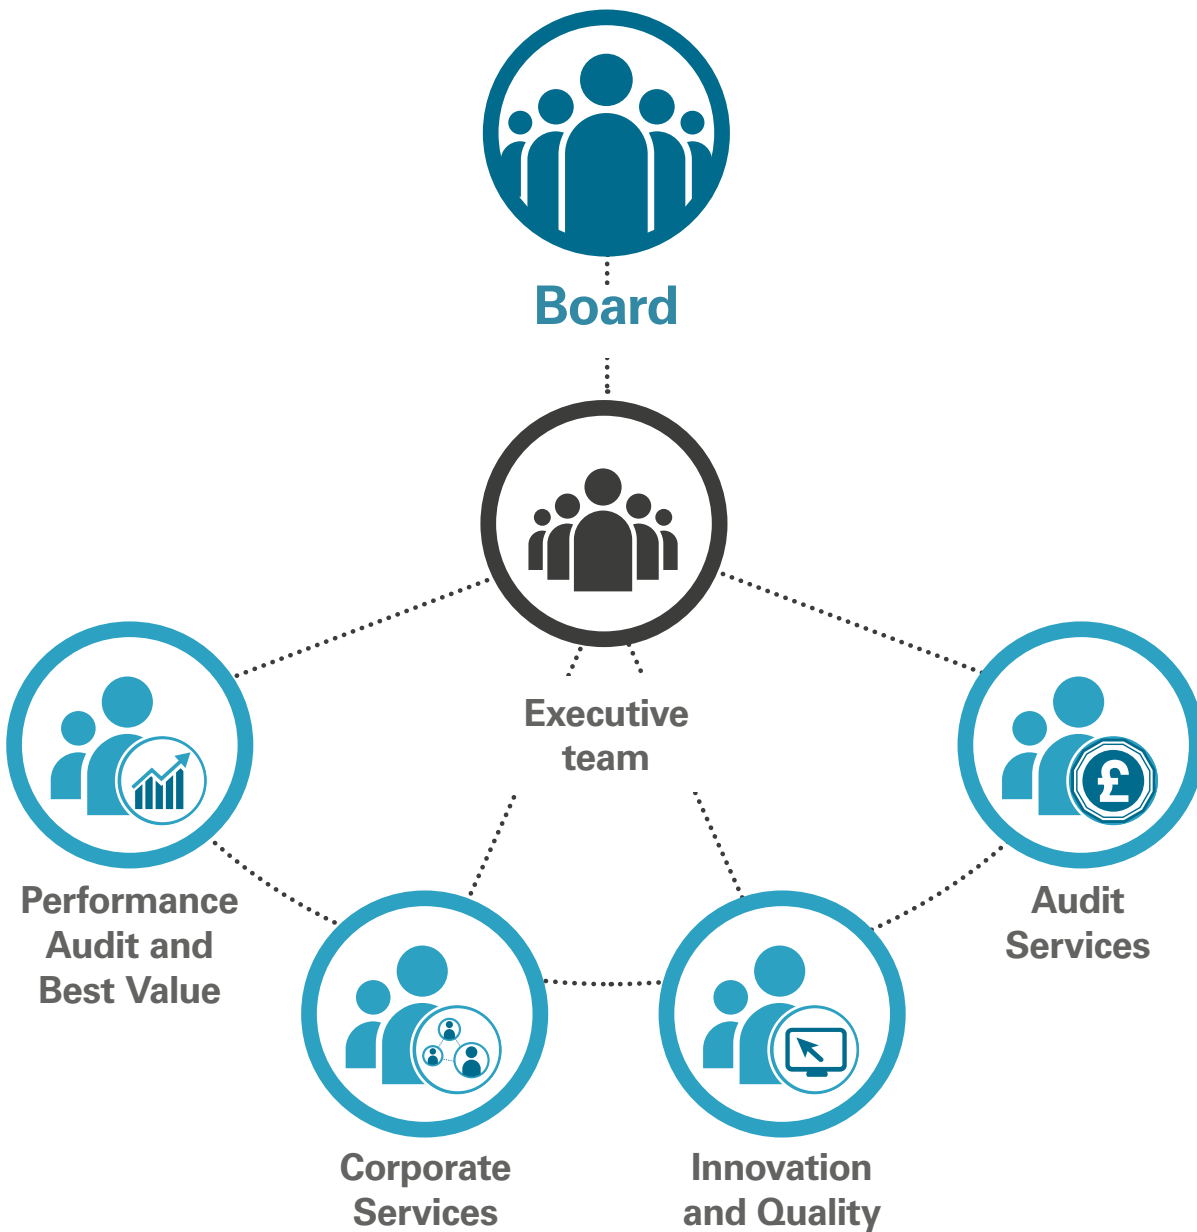 Board
Executive
team
£
Performance
Audit and
Best Value
Audit
Services
Corporate
Services
Innovation
and Quality